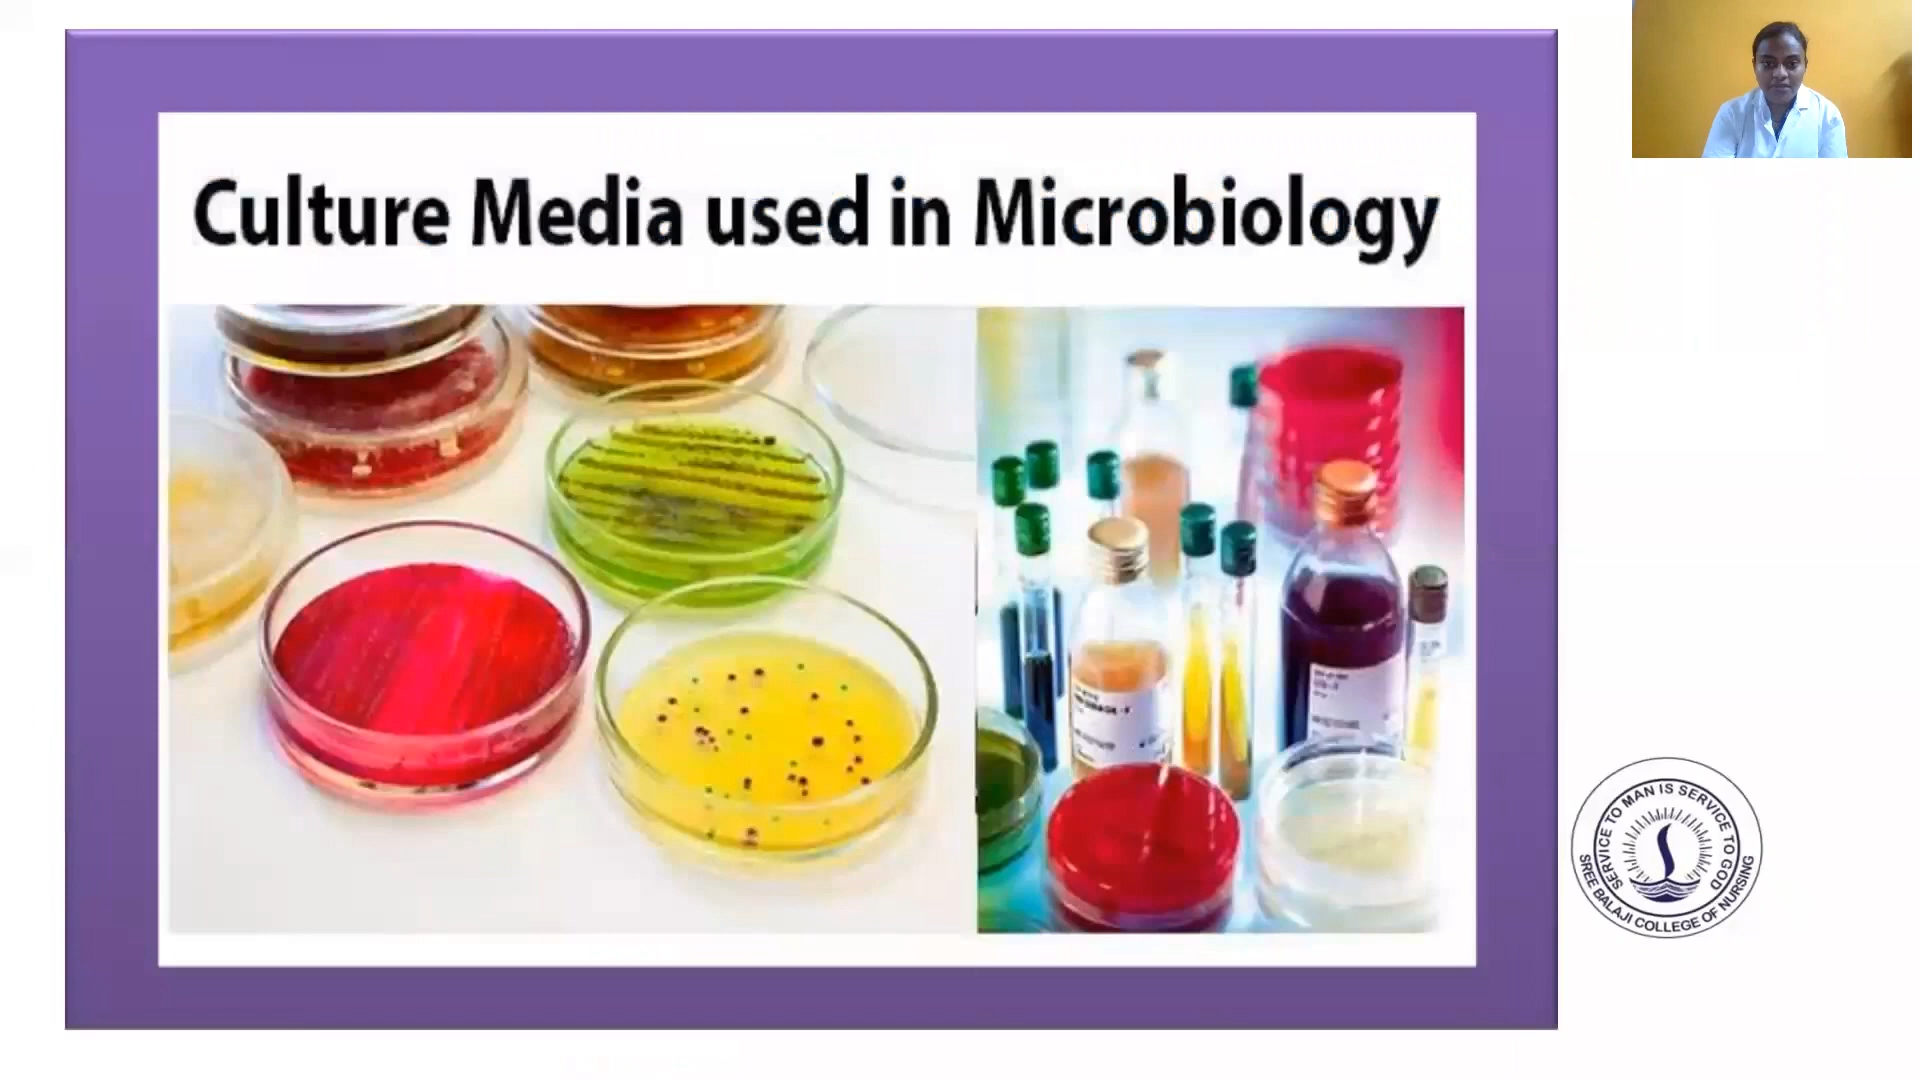 Culture Media used in Microbiology
SERVICE TO MAN IS SERVICE TO GOD
SREE BALAJI COLLEGE OF NURSING